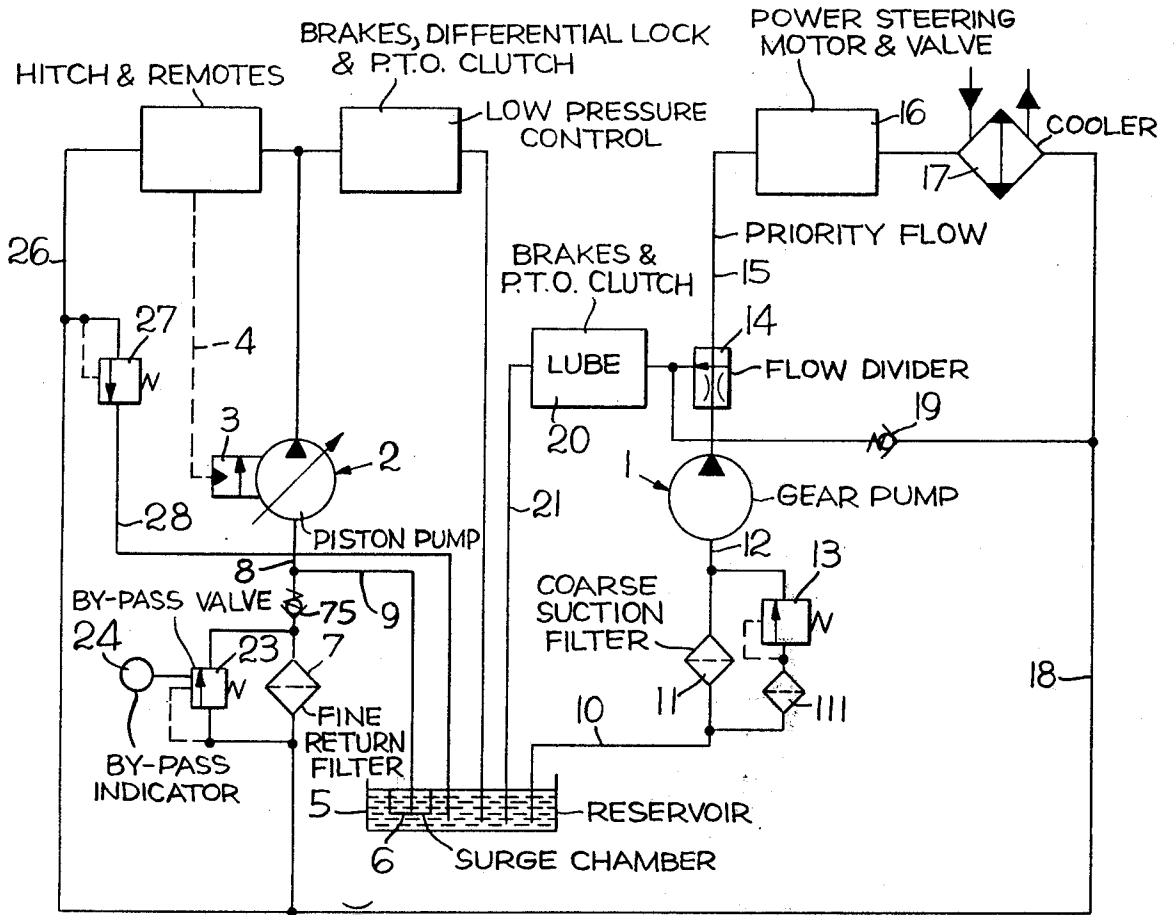 POWER STEERING
MOTOR & VALVE
BRAKES, DIFFERENTIAL LOCK
& P.T.O. CLUTCH
HITCH & REMOTES
LOW PRESSURE
CONTROL
16
COOLER
17
26
PRIORITY FLOW
15
BRAKES &
P.T.O. CLUTCH
27
4
14
LUBE
FLOW DIVIDER
20
19
3
2
1
GEAR PUMP
28
21
PISTON PUMP
12
8
9
13
COARSE
SUCTION
FILTER
BY-PASS VALVE
75
24
23
7
11
111
18
10
FINE
RETURN
FILTER
BY-PASS
INDICATOR
5
RESERVOIR
6
SURGE CHAMBER